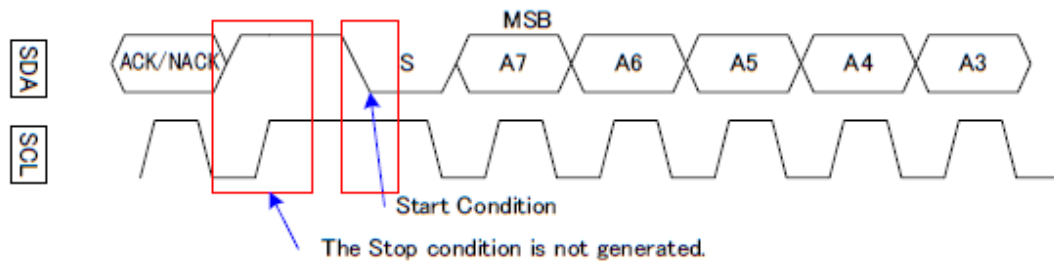 MSB
SDA ACK/NACK S A7 A6 A5 A4 A3
SCL
Start Condition
The Stop condition is not generated.